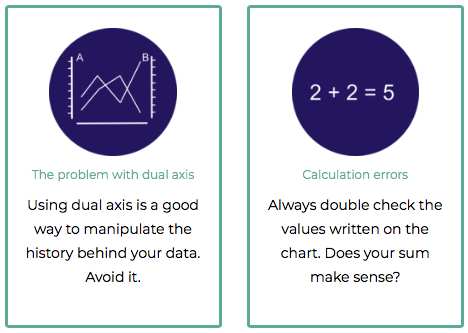 A
B
The problem with dual axis
Using dual axis is a good
way to manipulate the
history behind your data.
Avoid it.
2 + 2 = 5
Calculation errors
Always double check the
values written on the
chart. Does your sum
make sense?